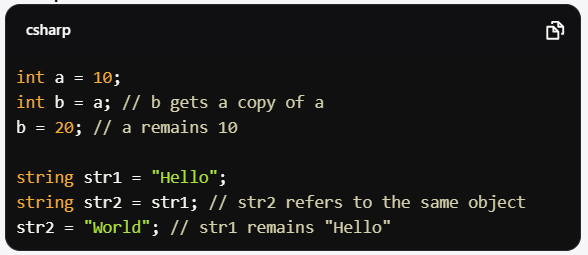 csharp
int a = 10;
int b = a; // b gets a copy of a
b = 20; // a remains 10
string str1 = "Hello";
string str2 = str1; // str2 refers to the same object
str2 = "World"; // str1 remains "Hello"